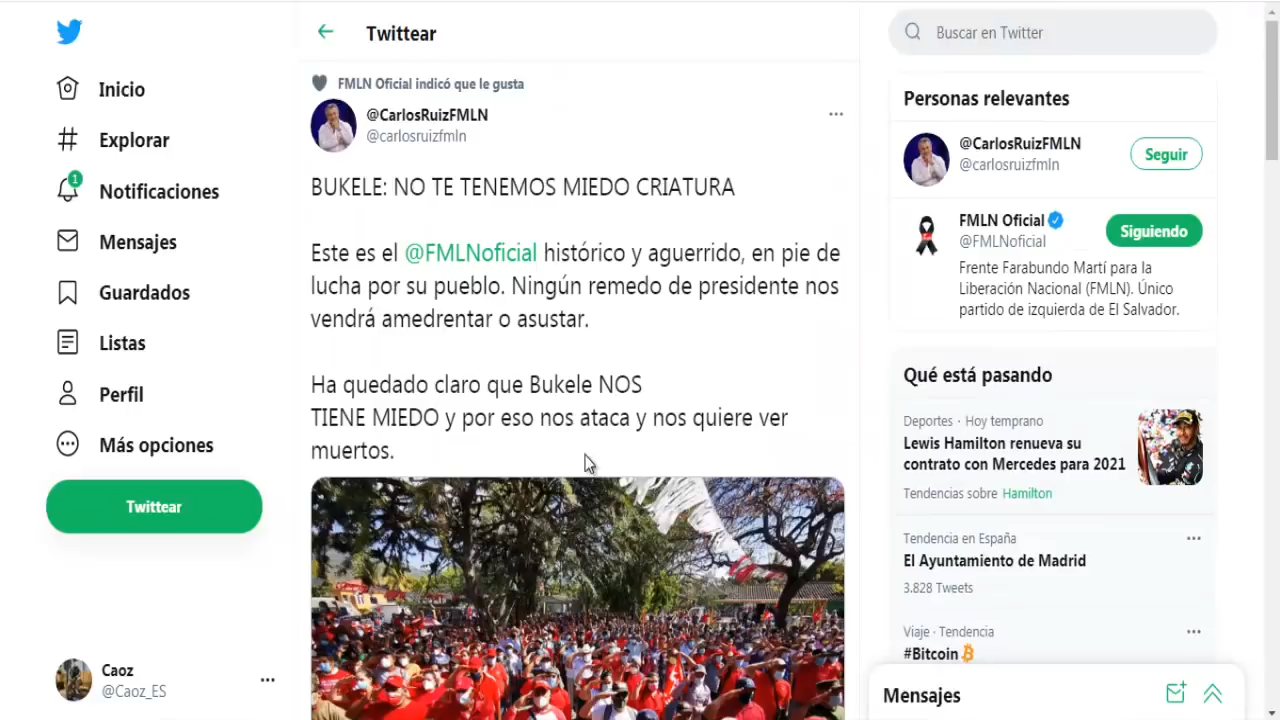 Inicio
Explorar
1
Notificaciones
Mensajes
Guardados
Listas
Perfil
Más opciones
Twittear
Caoz
@Caoz_ES
Twittear
FMLN Oficial indicó que le gusta
@CarlosRuizFMLN
@carlosruizfmln
BUKELE: NO TE TENEMOS MIEDO CRIATURA
Este es el @FMLNoficial histórico y aguerrido, en pie de
lucha por su pueblo. Ningún remedo de presidente nos
vendrá amedrentar o asustar.
Ha quedado claro que Bukele NOS
TIENE MIEDO y por eso nos ataca y nos quiere ver
muertos.
Buscar en Twitter
Personas relevantes
@CarlosRuizFMLN
@carlosruizfmln
Seguir
FMLN Oficial
@FMLNoficial
Siguiendo
Frente Farabundo Martí para la
Liberación Nacional (FMLN). Único
partido de izquierda de El Salvador.
Qué está pasando
Deportes · Hoy temprano
Lewis Hamilton renueva su
contrato con Mercedes para 2021
Tendencias sobre Hamilton
Tendencia en España
El Ayuntamiento de Madrid
3.828 Tweets
Viaje · Tendencia
#Bitcoin
Mensajes